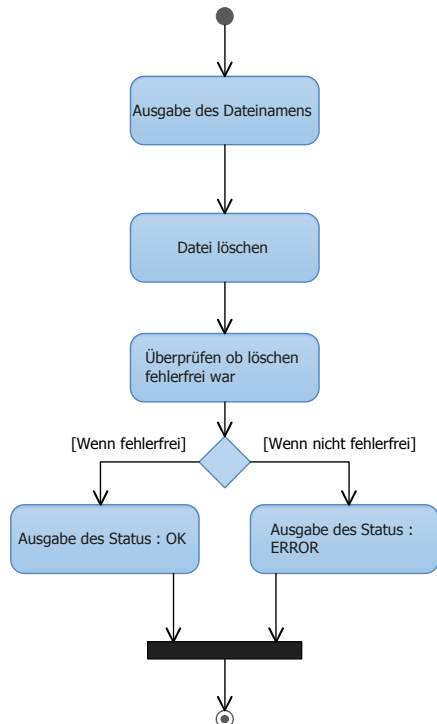 Ausgabe des Dateinamens
Datei löschen
Überprüfen ob löschen
fehlerfrei war
[Wenn fehlerfrei]
[Wenn nicht fehlerfrei]
Ausgabe des Status : OK
Ausgabe des Status :
ERROR